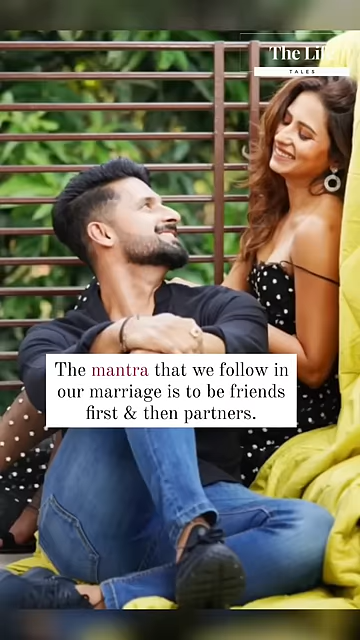 The Life
TALES
The mantra that we follow in
our marriage is to be friends
first & then partners.